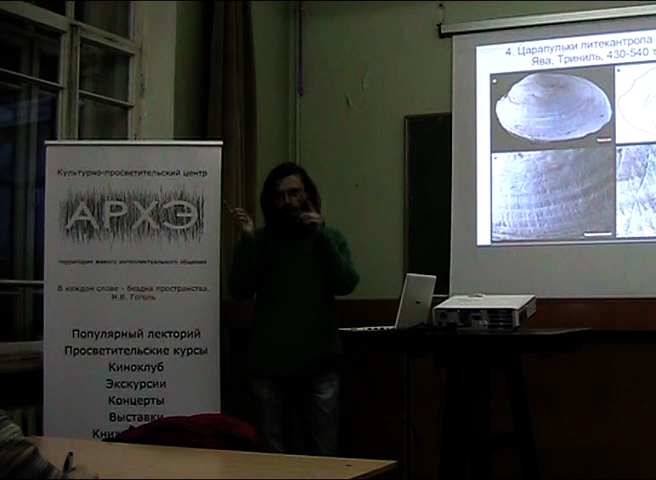 Культурно-просветительский центр
АРХЭ
территория живого интеллектуального общения
В каждом слове - бездна пространства.
Н.В. Гоголь
Популярный лекторий
Просветительские курсы
Киноклуб
Экскурсии
Концерты
Выставки
4. Царапульки питекантропа
Ява, Триниль, 430-540 т